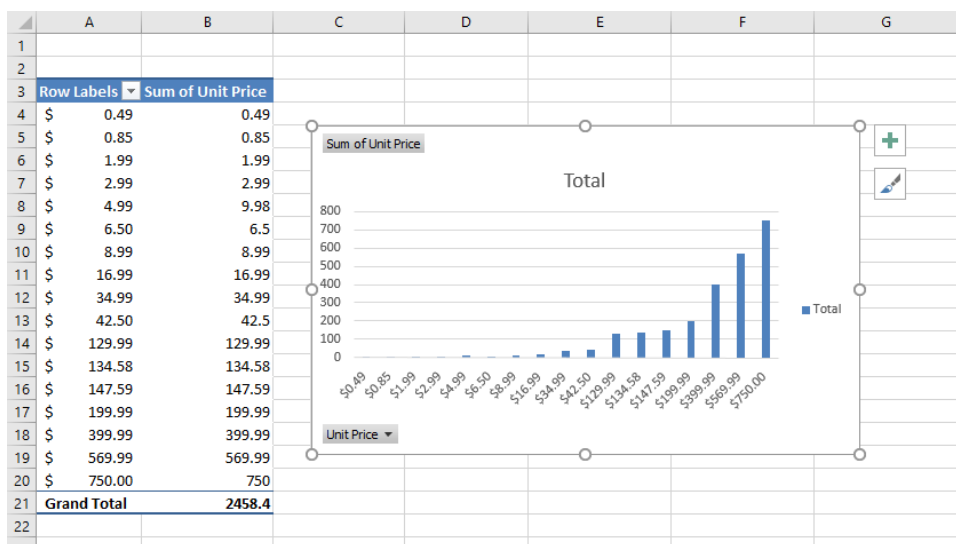 A B C D E F G
1
2
3 Row Labels Sum of Unit Price
4 $ 0.49 0.49
5 $ 0.85 0.85
6 $ 1.99 1.99
7 $ 2.99 2.99
8 $ 4.99 9.98
9 $ 6.50 6.5
10 $ 8.99 8.99
11 $ 16.99 16.99
12 $ 34.99 34.99
13 $ 42.50 42.5
14 $ 129.99 129.99
15 $ 134.58 134.58
16 $ 147.59 147.59
17 $ 199.99 199.99
18 $ 399.99 399.99
19 $ 569.99 569.99
20 $ 750.00 750
21 Grand Total 2458.4
22
Sum of Unit Price
Total
800
700
600
500
400
300
200
100
0
$0.49 $0.85 $1.99 $2.99 $4.99 $6.50 $8.99 $16.99 $34.99 $42.50 $129.99 $134.58 $147.59 $199.99 $399.99 $569.99 $750.00
Total
Unit Price